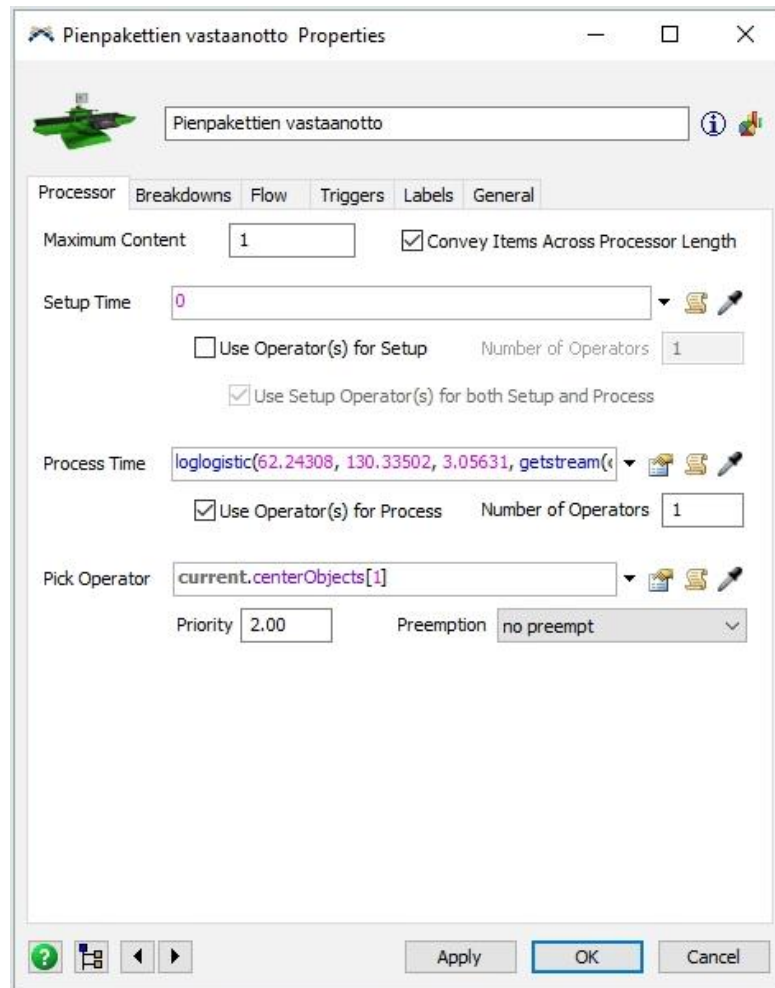 Pienpakettien vastaanotto Properties
Pienpakettien vastaanotto
Processor Breakdowns Flow Triggers Labels General
Maximum Content 1 Convey Items Across Processor Length
Setup Time 0
Use Operator(s) for Setup Number of Operators 1
Use Setup Operator(s) for both Setup and Process
Process Time loglogistic(62.24308, 130.33502, 3.05631, getstream(
Use Operator(s) for Process Number of Operators 1
Pick Operator current.centerObjects[1]
Priority 2.00 Preemption no preempt
Apply OK Cancel